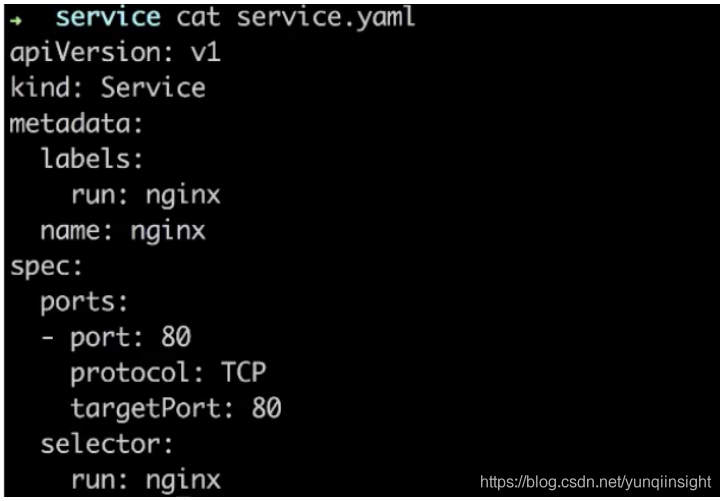 →  service cat service.yaml
apiVersion: v1
kind: Service
metadata:
  labels:
    run: nginx
  name: nginx
spec:
  ports:
  - port: 80
    protocol: TCP
    targetPort: 80
  selector:
    run: nginx
https://blog.csdn.net/yunqiinsight